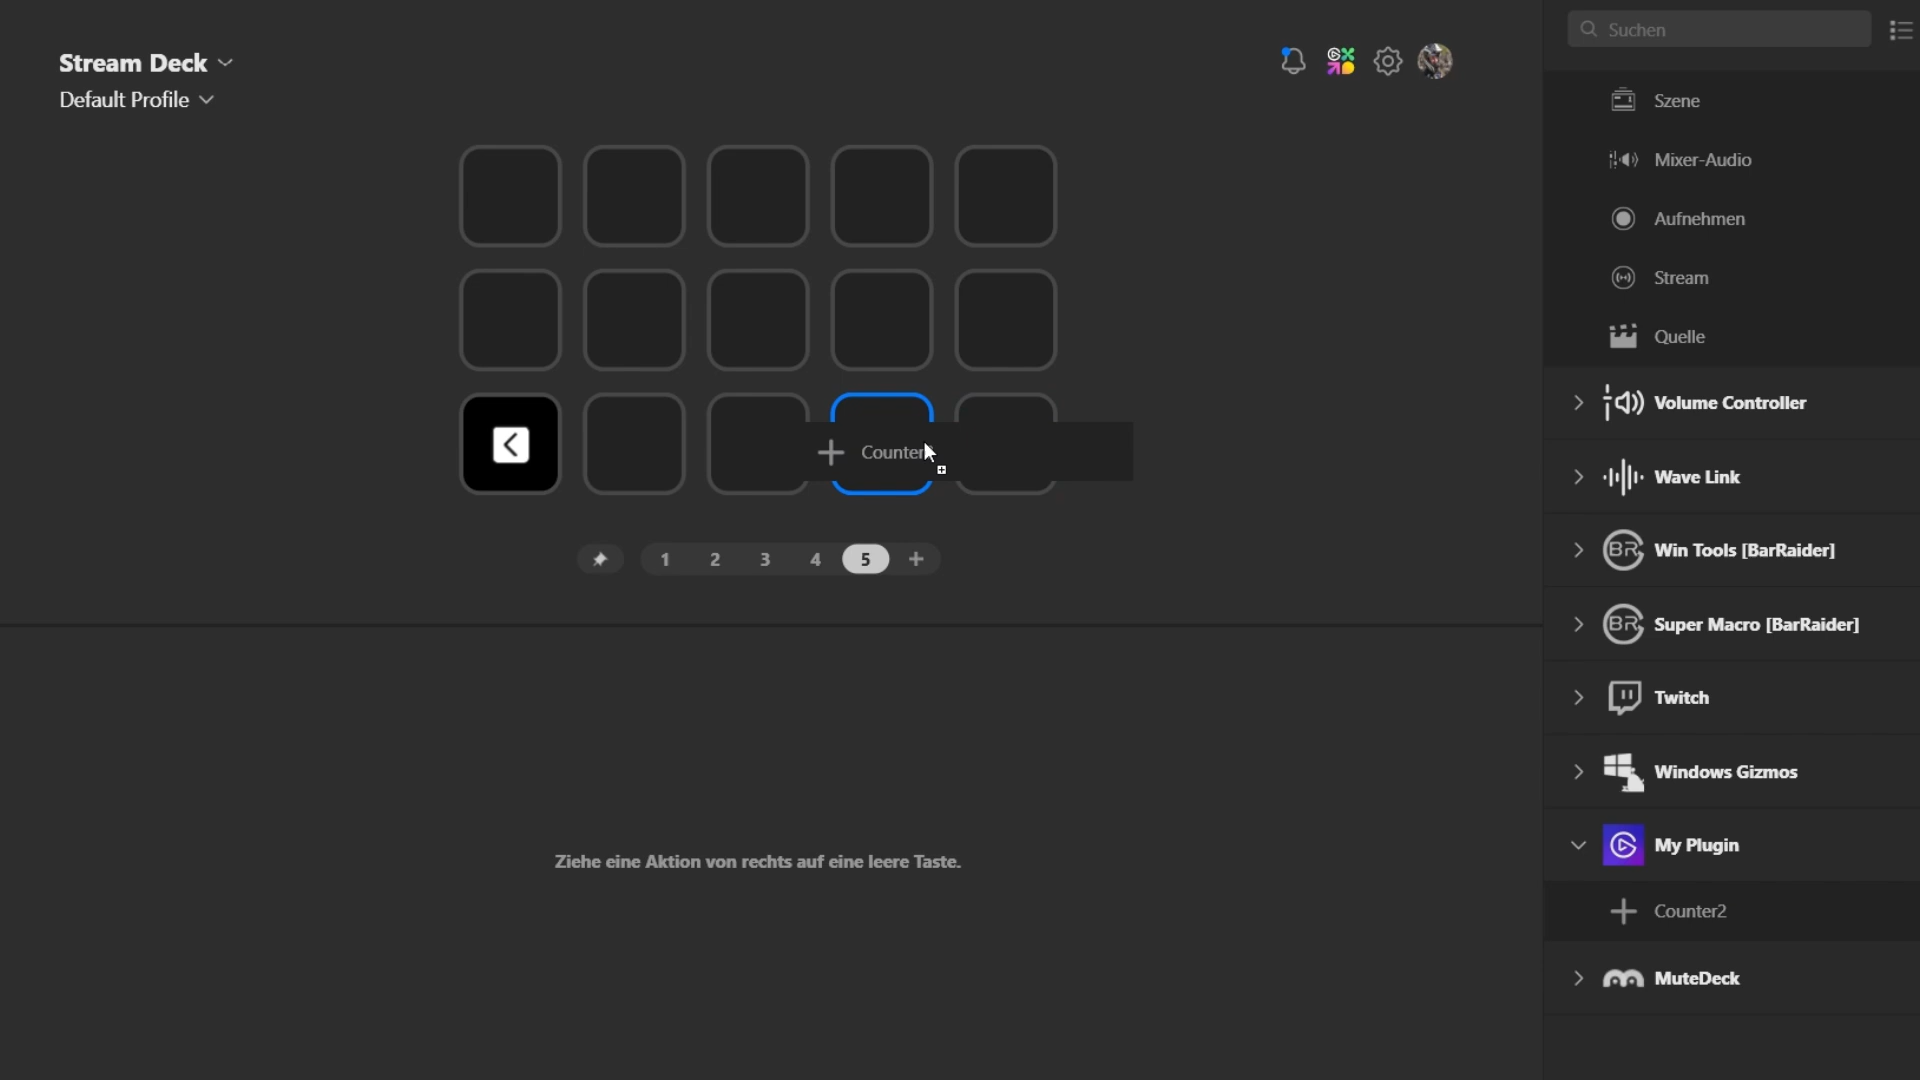 Stream Deck
Default Profile
Counter
1 2 3 4 5 +
Ziehe eine Aktion von rechts auf eine leere Taste.
Suchen
Szene
Mixer-Audio
Aufnehmen
Stream
Quelle
Volume Controller
Wave Link
BR Win Tools [BarRaider]
BR Super Macro [BarRaider]
Twitch
Windows Gizmos
My Plugin
Counter2
MuteDeck